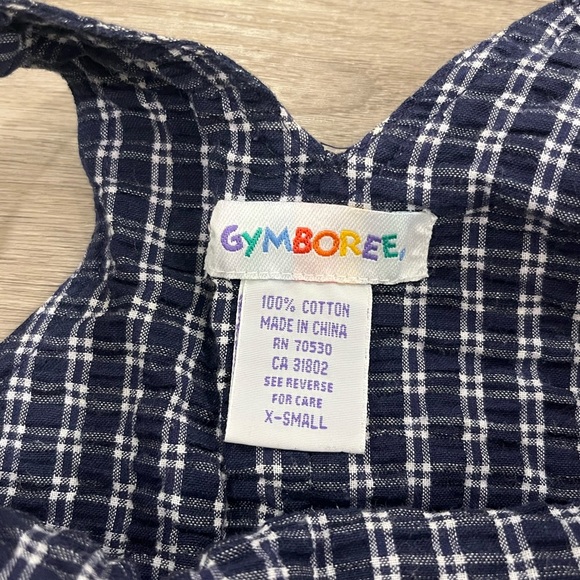 GYMBOREE,
100% COTTON
MADE IN CHINA
RN 70530
CA 31802
SEE REVERSE
FOR CARE
X-SMALL